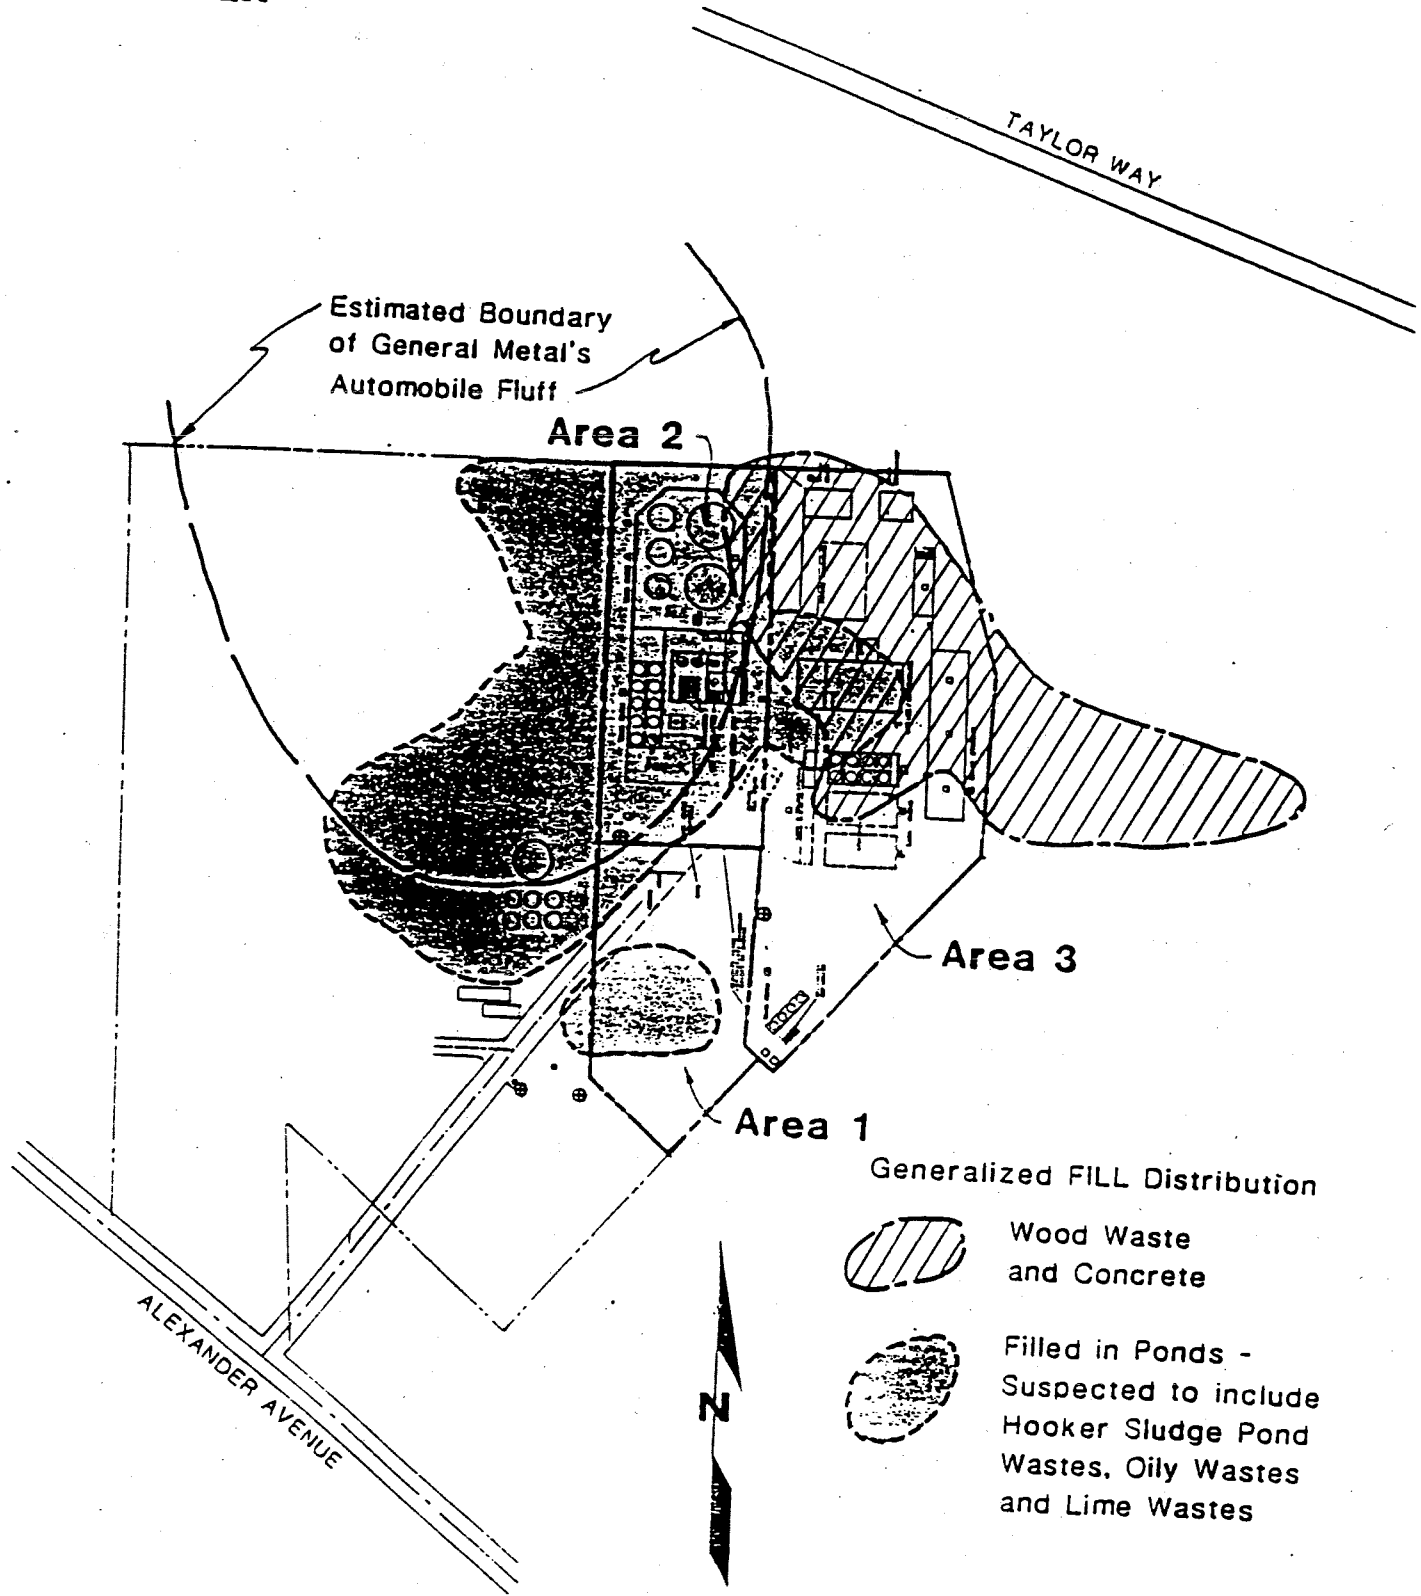 TAYLOR WAY
Estimated Boundary
of General Metal's
Automobile Fluff
Area 2
Area 3
Area 1
Generalized FILL Distribution
Wood Waste
and Concrete
Filled in Ponds -
Suspected to include
Hooker Sludge Pond
Wastes, Oily Wastes
and Lime Wastes
ALEXANDER AVENUE
N